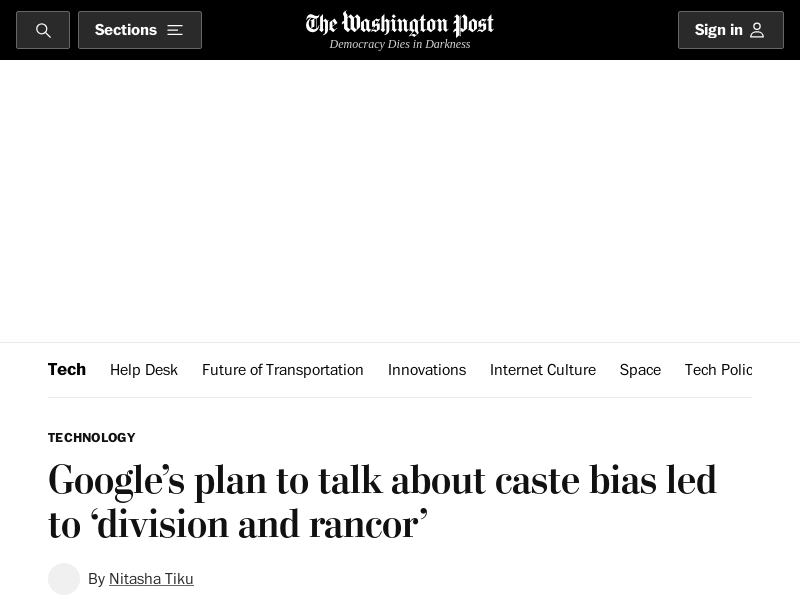 Sections
The Washington Post
Democracy Dies in Darkness
Sign in
Tech Help Desk Future of Transportation Innovations Internet Culture Space Tech Polic
TECHNOLOGY
Google’s plan to talk about caste bias led
to ‘division and rancor’
By Nitasha Tiku